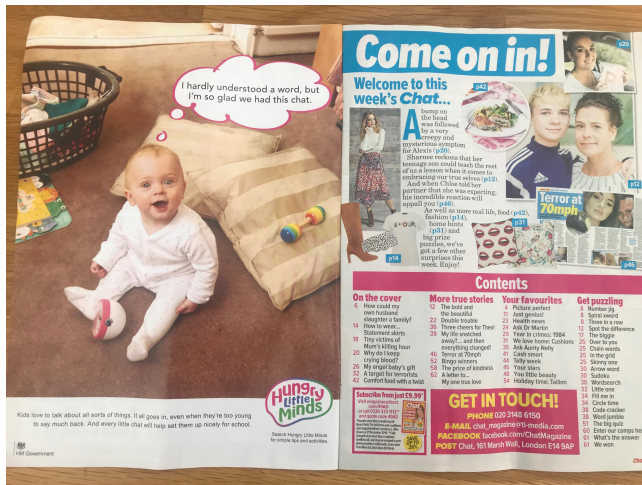 I hardly understood a word, but
I'm so glad we had this chat.
Hungry
Little
Minds
Kids love to talk about all sorts of things. It all goes in, even when they're too young
to say much back. And every little chat will help set them up nicely for school.
Search Hungry Little Minds
for simple tips and activities.
HM Government
Come on in!
Welcome to this
week's Chat...
A bump on
the head
was followed
by a very
creepy and
mysterious symptom
for Alexis (p20).
Sharnee reckons that her
teenage son could teach the rest
of us a lesson when it comes to
embracing our true selves (p12).
And when Chloe told her
partner that she was expecting,
his incredible reaction will
appall you (p46).
As well as more real life, food (p42),
fashion (p14),
home hints
(p31) and
big prize
puzzles, we've
got a few other
surprises this
week. Enjoy!
p42
p20
p12
Terror at
70mph
p31
p14
p46
Contents
On the cover
6 How could my
own husband
slaughter a family?
14 How to wear...
Statement skirts
18 Tiny victims of
Mum's killing hour
20 Why do I keep
crying blood?
26 My angel baby's gift
32 A target for terrorists
42 Comfort food with a twist
More true stories
12 The bold and
the beautiful
22 Double trouble
36 Three cheers for Theo!
39 My life snatched
away?... and then
everything changed!
46 Terror at 70mph
52 Bingo winners
58 The price of kindness
62 A letter to...
My one true love
Your favourites
4 Picture perfect
11 Just genius!
23 Health news
24 Ask Dr Martin
29 Year in crimes: 1984
31 We love home: Cushions
35 Ask Aunty Nelly
41 Cash smart
44 Telly week
45 Your stars
48 You little beauty
54 Holiday time: Tallinn
Get puzzling
8 Number jig
8 Spiral xword
8 Three in a row
12 Spot the difference
17 The biggie
25 Over to you
25 Chain words
25 In the grid
25 Skinny one
30 Arrow word
30 Sudoku
30 Wordsearch
32 Little one
34 Fill me in
34 Circle time
38 Code cracker
38 Word jumble
51 The big quiz
60 Enter our comps here
61 What's the answer
61 We won
Subscribe from just £9.99*
GET IN TOUCH!
PHONE 020 3148 6150
E-MAIL chat_magazine@ti-media.com
FACEBOOK facebook.com/ChatMagazine
POST Chat, 161 Marsh Wall, London E14 9AP